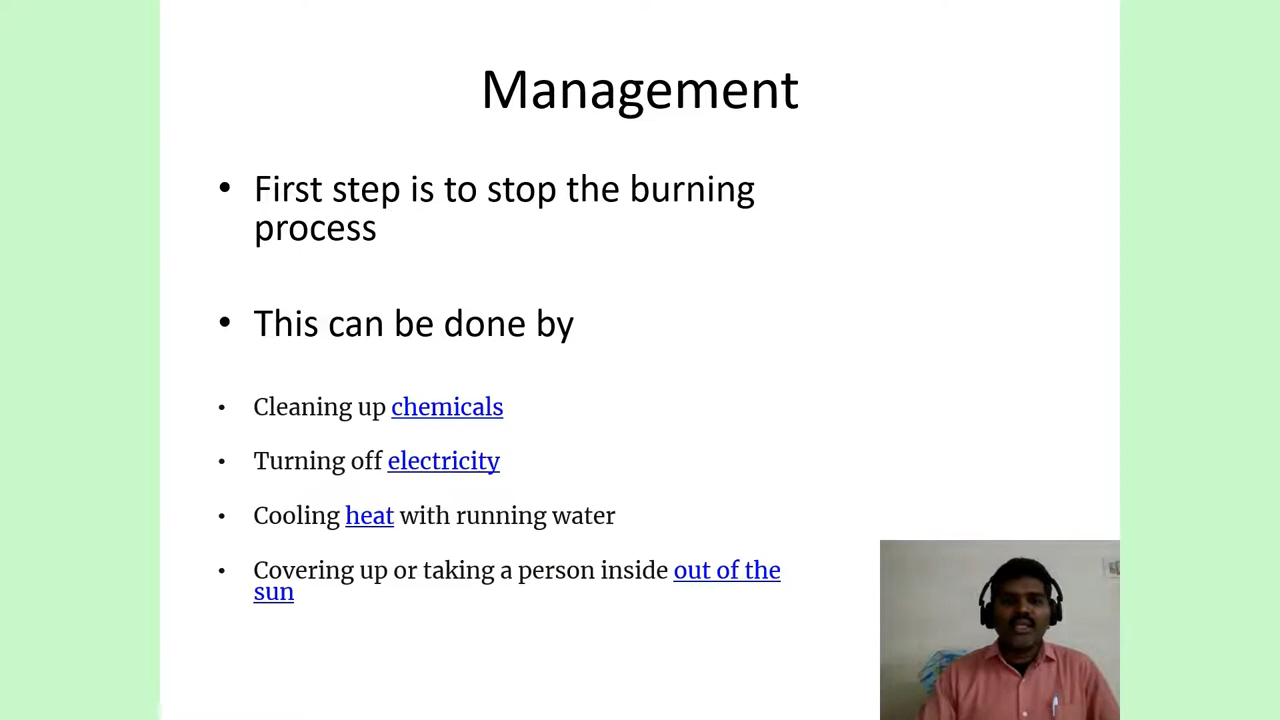 Management
• First step is to stop the burning
process
• This can be done by
• Cleaning up chemicals
• Turning off electricity
• Cooling heat with running water
• Covering up or taking a person inside out of the
sun